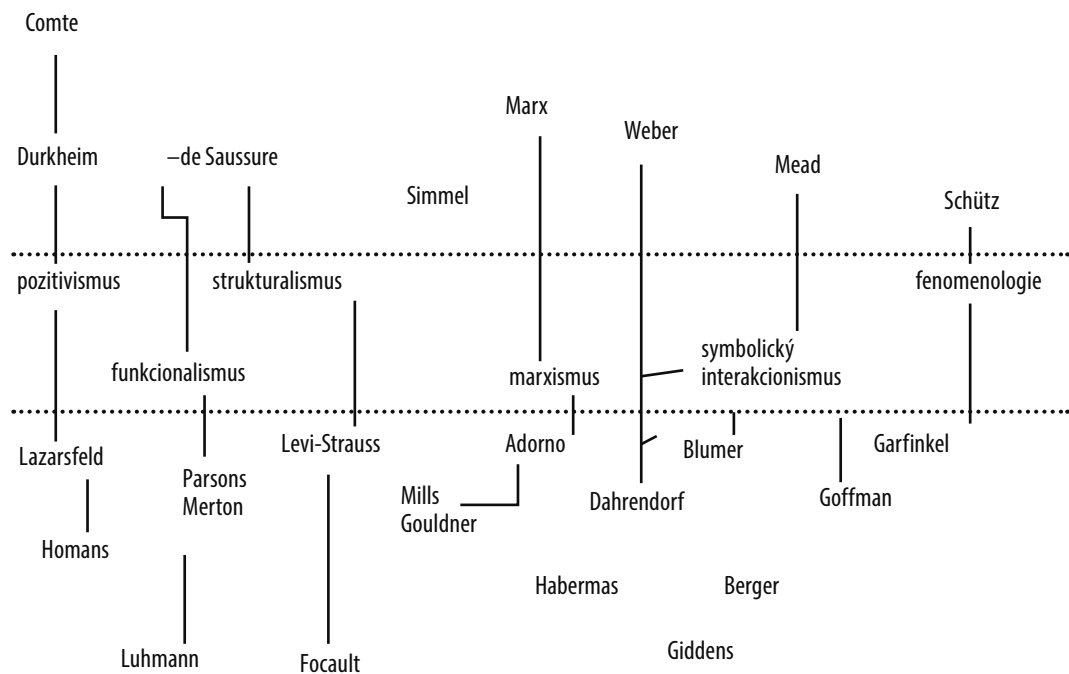 Comte
Marx
Weber
Durkheim
–de Saussure
Mead
Simmel
Schütz
pozitivismus
strukturalismus
fenomenologie
symbolický
interakcionismus
funkcionalismus
marxismus
Lazarsfeld
Levi-Strauss
Adorno
Blumer
Garfinkel
Parsons
Merton
Mills
Gouldner
Dahrendorf
Goffman
Homans
Habermas
Berger
Luhmann
Focault
Giddens